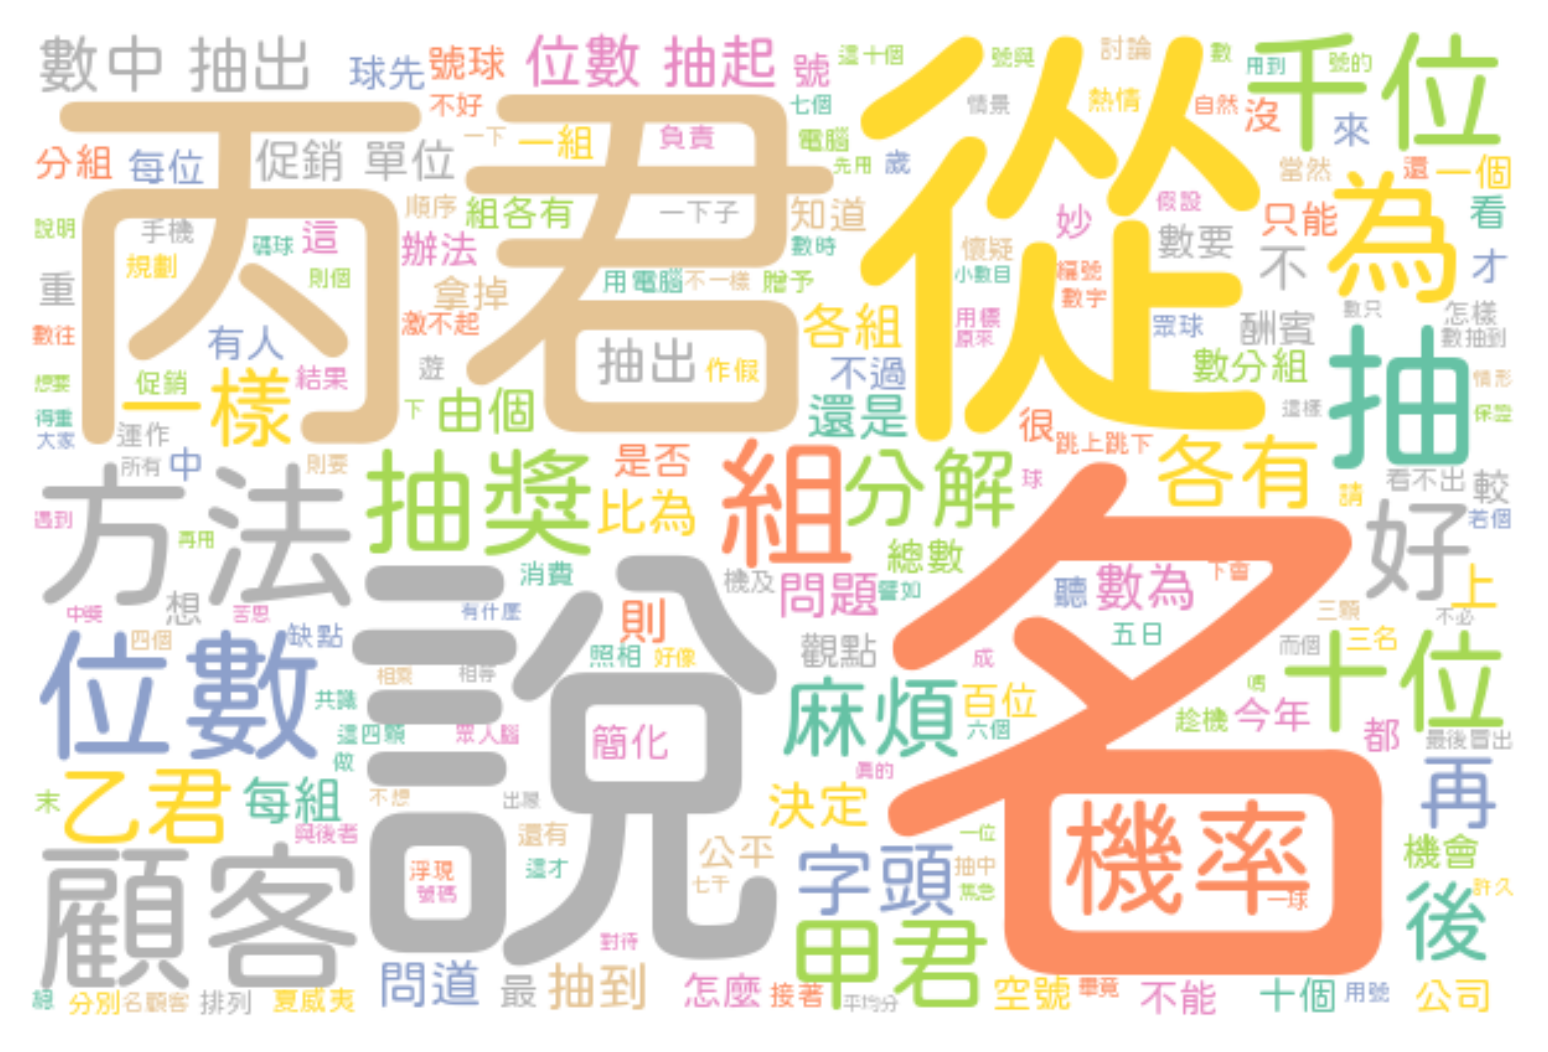 數中 抽出
球先
號球
位數 抽起
號
這十個
號與
討論
數
用到
號的
千位
不好
七個
情景
熱情
自然
沒
來
丙君
從
分組
每位
促銷 單位
一下
一組
負責
電腦
先用
歲
當然
還
一個
說明
手機
順序
組各有
一下子
知道
妙
假設
只能
為
看
碼球
這
辦法
數時
懷疑
數要
不
才
規劃
則個
重
拿掉
用電腦
不一樣
贈予
小數目
編號
數字
數往
有人
激不起
各組
用標
原來
眾球
酬賓
數只
怎樣
數抽到
抽出
作假
遊
不過
數分組
抽
想要
促銷
一樣
結果
情形
得重
下
由個
還是
很
這樣
保證
大家
運作
跳上跳下
所有
中
則要
抽獎
是否
組
分解
球
各有
看不出
較
方法
比為
請
好
若個
遇到
再用
總數
消費
機及
問題
譬如
聽
數為
下會
上
中獎
想
苦思
有什麼
說
則
名
三顆
不必
四個
缺點
照相
好像
觀點
成
五日
而個
三名
十位
位數
相乘
相等
共識
這四顆
眾人腦
簡化
麻煩
百位
六個
嗎
趁機
今年
都
最後冒出
做
真的
末
乙君
每組
不想
出嚴
決定
再
與後者
還有
公平
一位
機率
機會
顧客
浮現
號碼
這才
七千
字頭
抽中
焦急
一球
後
許久
對待
甲君
分別
名顧客
排列
夏威夷
問道
最
抽到
怎麼
接著
平均分
空號
畢竟
不能
十個
用號
公司